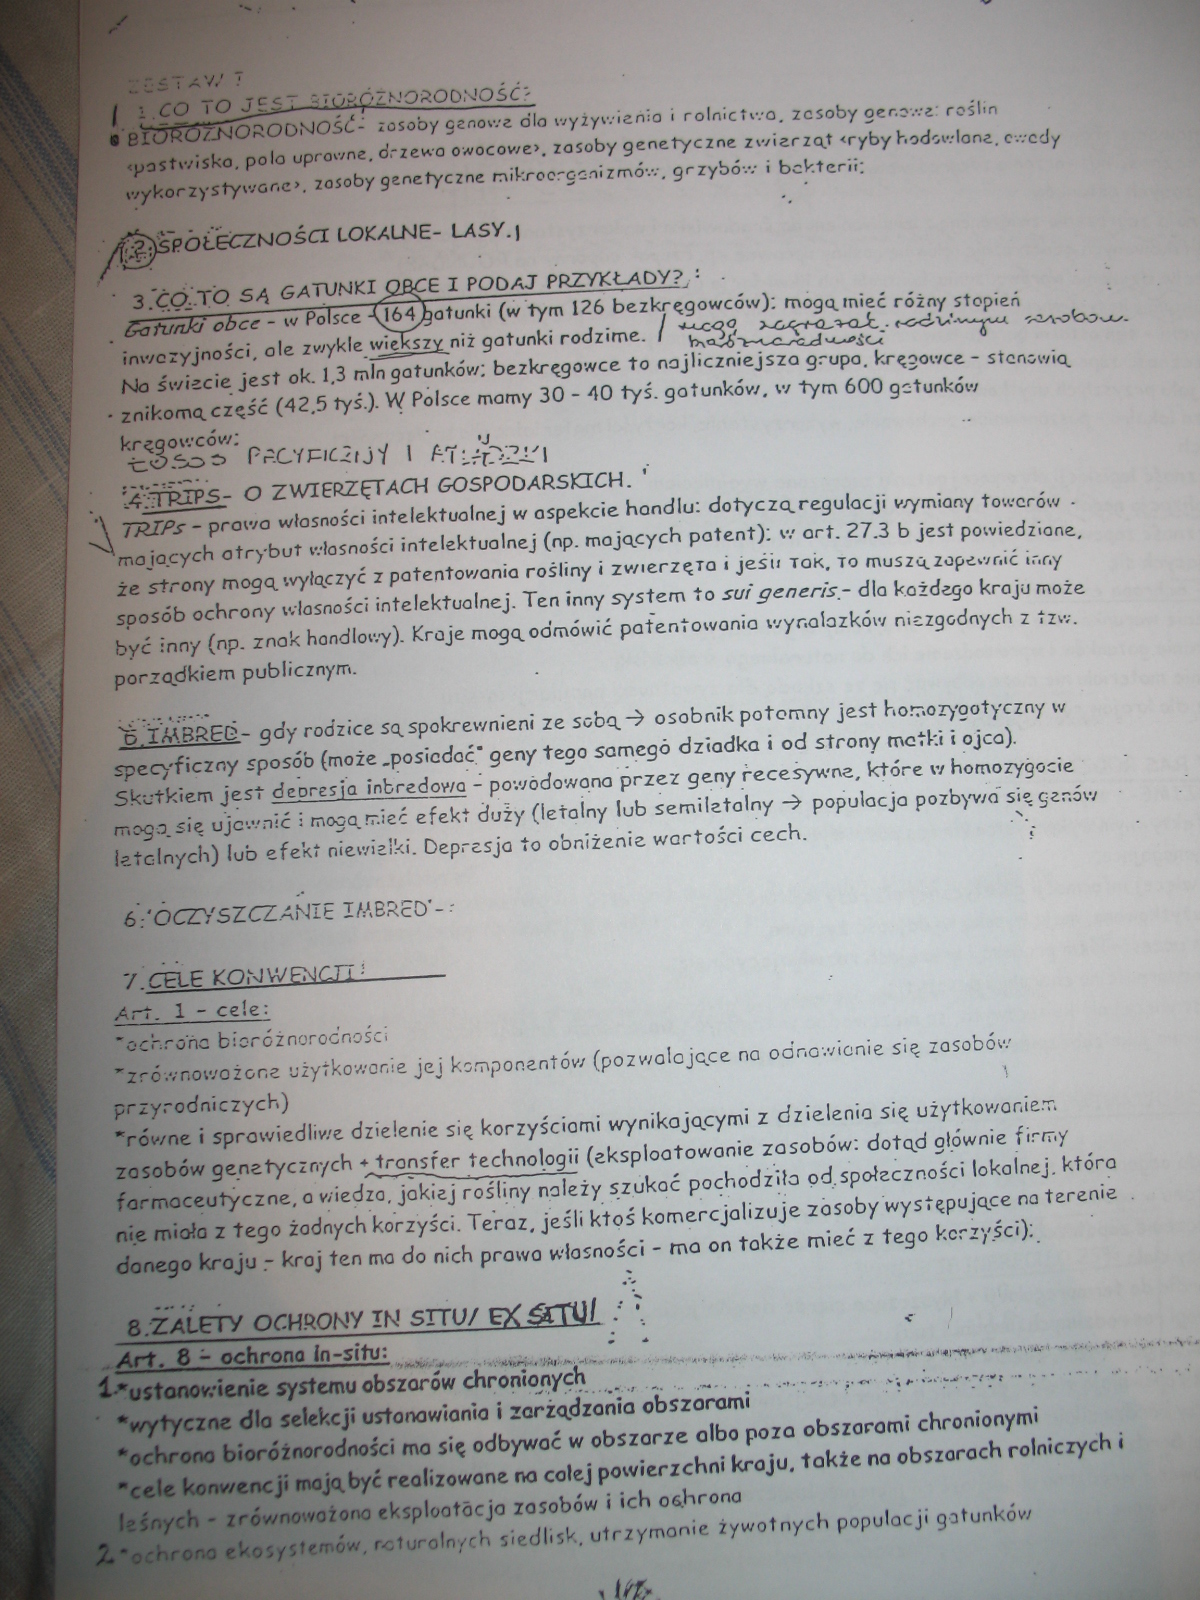 ZESTAW
1. CO TO JEST BIORÓŻNORODNOŚĆ?
BIORÓŻNORODNOŚĆ- zasoby genowe dla wyżywienia i rolnictwa, zasoby genowe: roślin
<pastwiska, pola uprawne, drzewa owocowe>, zasoby genetyczne zwierząt <ryby hodowlane, owady
wykorzystywane>, zasoby genetyczne mikroorganizmów, grzybów i bakterii;
2. SPOŁECZNOŚCI LOKALNE- LASY.
3. CO TO SĄ GATUNKI OBCE I PODAJ PRZYKŁADY?
Gatunki obce - w Polsce - 164 gatunki (w tym 126 bezkręgowców): mogą mieć różny stopień
inwazyjności, ale zwykle większy niż gatunki rodzime. / mogą zagrażać rodzimym zasobom
bioróżnorodności
Na świecie jest ok. 1,3 mln gatunków; bezkręgowce to najliczniejsza grupa, kręgowce - stanowią
znikomą część (42,5 tyś.). W Polsce mamy 30 - 40 tyś. gatunków, w tym 600 gatunków
kręgowców:
ŁOSOŚ PACYFICZNY I
4. TRIPS- O ZWIERZĘTACH GOSPODARSKICH.
TRIPs - prawa własności intelektualnej w aspekcie handlu: dotyczą regulacji wymiany towarów
mających atrybut własności intelektualnej (np. mających patent); w art. 27.3 b jest powiedziane,
że strony mogą wyłączyć z patentowania rośliny i zwierzęta i jeśli tak, to muszą zapewnić inny
sposób ochrony własności intelektualnej. Ten inny system to sui generis - dla każdego kraju może
być inny (np. znak handlowy). Kraje mogą odmówić patentowania wynalazków niezgodnych z tzw.
porządkiem publicznym.
5. IMBRED- gdy rodzice są spokrewnieni ze sobą → osobnik potomny jest homozygotyczny w
specyficzny sposób (może „posiadać" geny tego samego dziadka i od strony matki i ojca).
Skutkiem jest depresja inbredowa - powodowana przez geny recesywne, które w homozygocie
mogą się ujawnić i mogą mieć efekt duży (letalny lub semiletalny → populacja pozbywa się genów
letalnych) lub efekt niewielki. Depresja to obniżenie wartości cech.
6. 'OCZYSZCZANIE IMBRED'-
7. CELE KONWENCJI
Art. 1 - cele:
*ochrona bioróżnorodności
*zrównoważone użytkowanie jej komponentów (pozwalające na odnawianie się zasobów
przyrodniczych)
*równe i sprawiedliwe dzielenie się korzyściami wynikającymi z dzielenia się użytkowaniem
zasobów genetycznych + transfer technologii (eksploatowanie zasobów: dotąd głównie firmy
farmaceutyczne, a wiedza, jakiej rośliny należy szukać pochodziła od społeczności lokalnej, która
nie miała z tego żadnych korzyści. Teraz, jeśli ktoś komercjalizuje zasoby występujące na terenie
danego kraju - kraj ten ma do nich prawa własności - ma on także mieć z tego korzyści);
8. ZALETY OCHRONY IN SITU/ EX SITU/
Art. 8 - ochrona in-situ:
1. *ustanowienie systemu obszarów chronionych
*wytyczne dla selekcji ustanawiania i zarządzania obszarami
*ochrona bioróżnorodności ma się odbywać w obszarze albo poza obszarami chronionymi
*cele konwencji mają być realizowane na całej powierzchni kraju, także na obszarach rolniczych i
leśnych - zrównoważona eksploatacja zasobów i ich ochrona
2. *ochrona ekosystemów, naturalnych siedlisk, utrzymanie żywotnych populacji gatunków